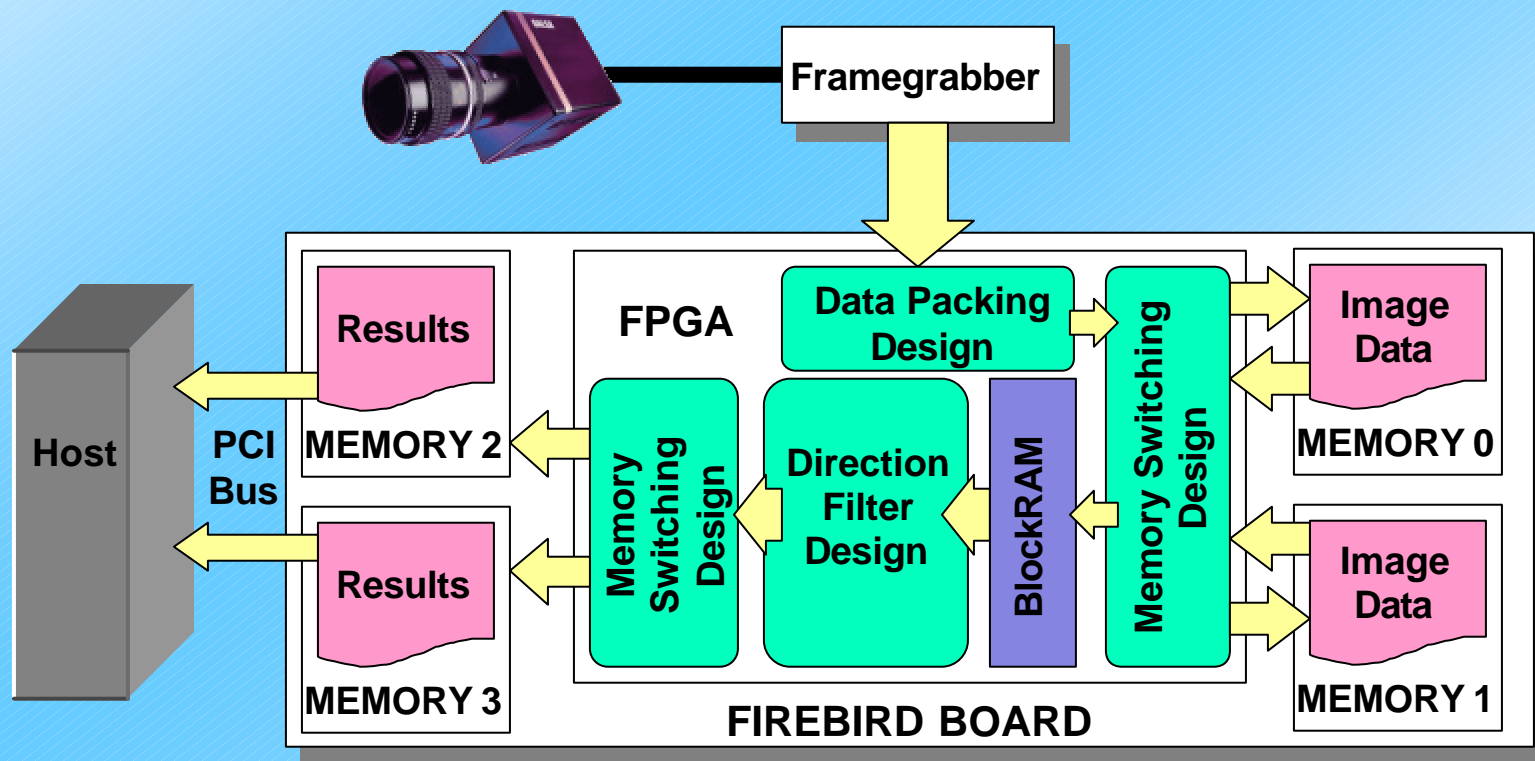 Framegrabber
Results
MEMORY 2
FPGA
Data Packing
Design
Memory Switching
Design
Image
Data
MEMORY 0
Host
PCI
Bus
Memory
Switching
Design
Direction
Filter
Design
BlockRAM
Results
MEMORY 3
Image
Data
MEMORY 1
FIREBIRD BOARD